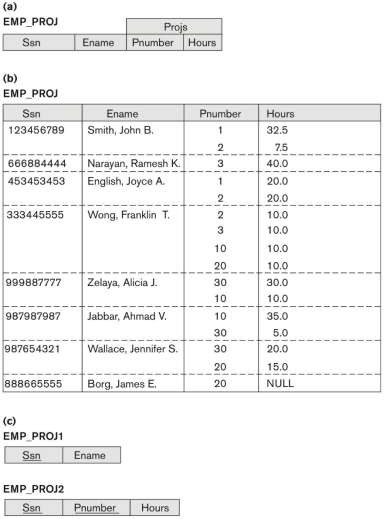 (a)
EMP_PROJ
Projs
Ssn Ename Pnumber Hours
(b)
EMP_PROJ
Ssn Ename Pnumber Hours
123456789 Smith, John B. 1 32.5
2 7.5
666884444 Narayan, Ramesh K. 3 40.0
453453453 English, Joyce A. 1 20.0
2 20.0
333445555 Wong, Franklin T. 2 10.0
3 10.0
10 10.0
20 10.0
999887777 Zelaya, Alicia J. 30 30.0
10 10.0
987987987 Jabbar, Ahmad V. 10 35.0
30 5.0
987654321 Wallace, Jennifer S. 30 20.0
20 15.0
888665555 Borg, James E. 20 NULL
(c)
EMP_PROJ1
Ssn Ename
EMP_PROJ2
Ssn Pnumber Hours